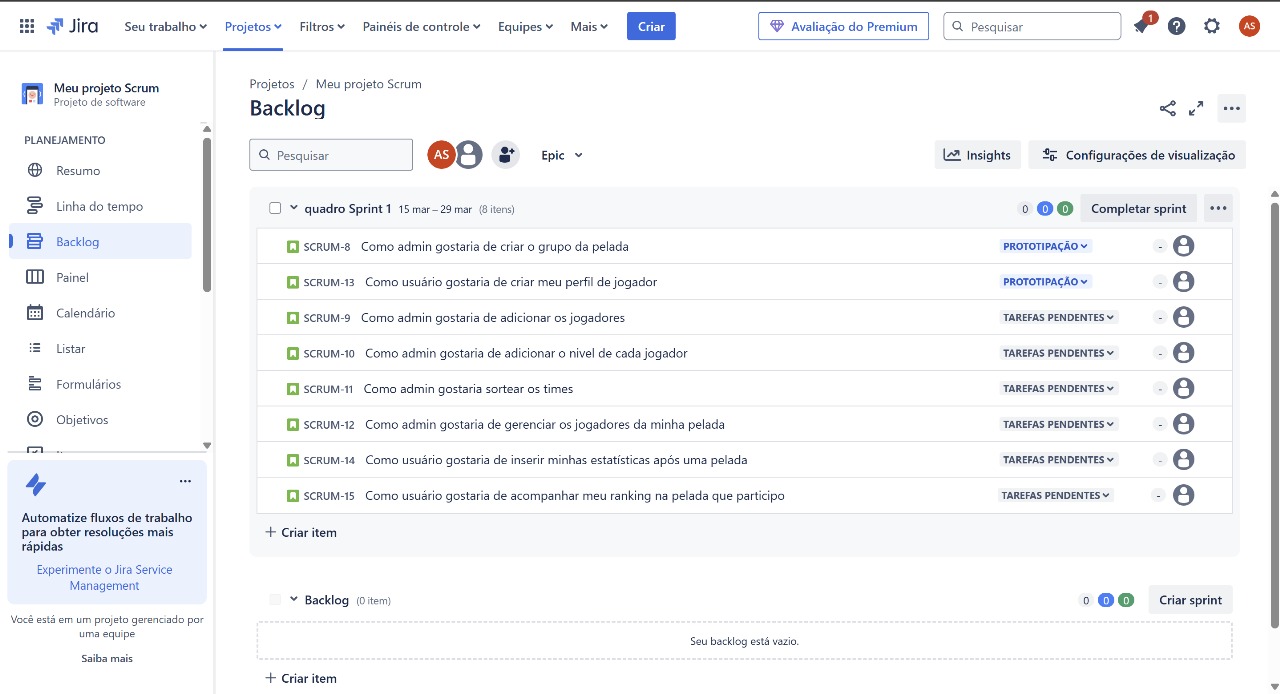 Jira
Seu trabalho
Projetos
Filtros
Painéis de controle
Equipes
Mais
Criar
Avaliação do Premium
Pesquisar
1
AS
Meu projeto Scrum
Projeto de software
PLANEJAMENTO
Resumo
Linha do tempo
Backlog
Painel
Calendário
Listar
Formulários
Objetivos
Automatize fluxos de trabalho
para obter resoluções mais
rápidas
Experimente o Jira Service
Management
Você está em um projeto gerenciado por
uma equipe
Saiba mais
Projetos / Meu projeto Scrum
Backlog
Pesquisar
AS
Epic
Insights
Configurações de visualização
quadro Sprint 1 15 mar – 29 mar (8 itens) 0 0 0 Completar sprint
SCRUM-8 Como admin gostaria de criar o grupo da pelada PROTOTIPAÇÃO -
SCRUM-13 Como usuário gostaria de criar meu perfil de jogador PROTOTIPAÇÃO -
SCRUM-9 Como admin gostaria de adicionar os jogadores TAREFAS PENDENTES -
SCRUM-10 Como admin gostaria de adicionar o nivel de cada jogador TAREFAS PENDENTES -
SCRUM-11 Como admin gostaria sortear os times TAREFAS PENDENTES -
SCRUM-12 Como admin gostaria de gerenciar os jogadores da minha pelada TAREFAS PENDENTES -
SCRUM-14 Como usuário gostaria de inserir minhas estatísticas após uma pelada TAREFAS PENDENTES -
SCRUM-15 Como usuário gostaria de acompanhar meu ranking na pelada que participo TAREFAS PENDENTES -
+ Criar item
Backlog (0 item) 0 0 0 Criar sprint
Seu backlog está vazio.
+ Criar item